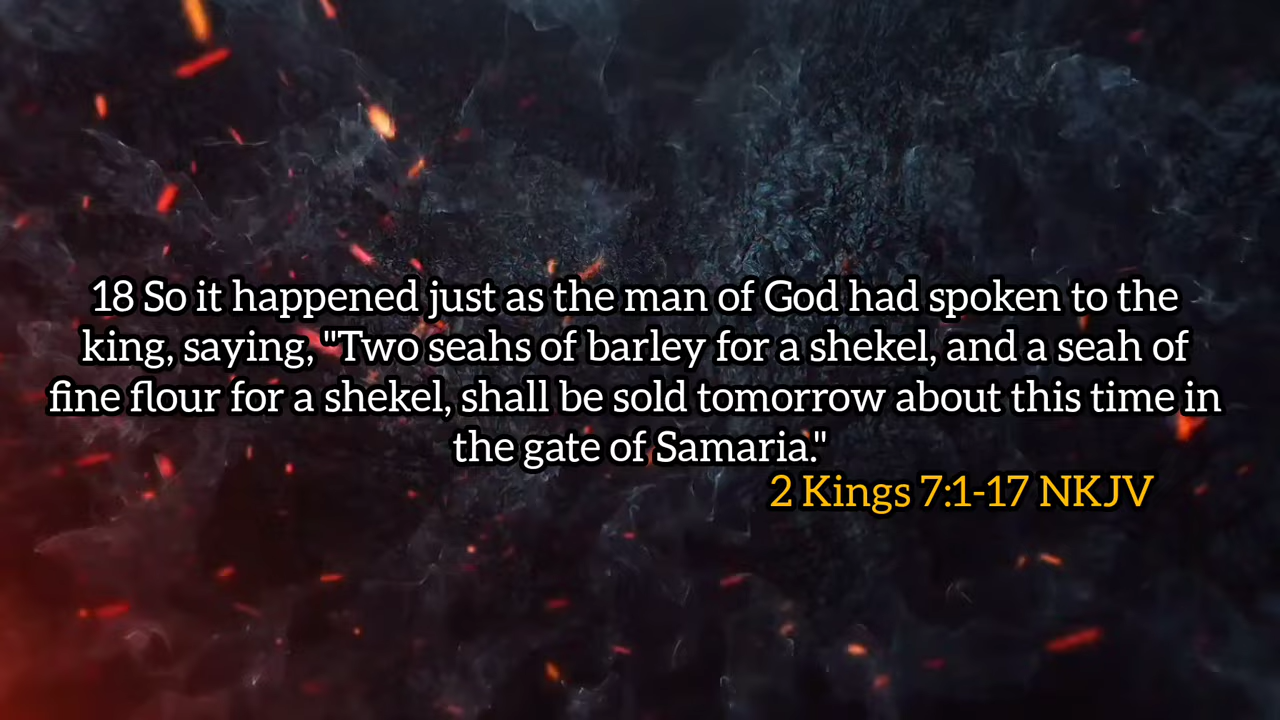 18 So it happened just as the man of God had spoken to the
king, saying, "Two seahs of barley for a shekel, and a seah of
fine flour for a shekel, shall be sold tomorrow about this time in
the gate of Samaria."
2 Kings 7:1-17 NKJV